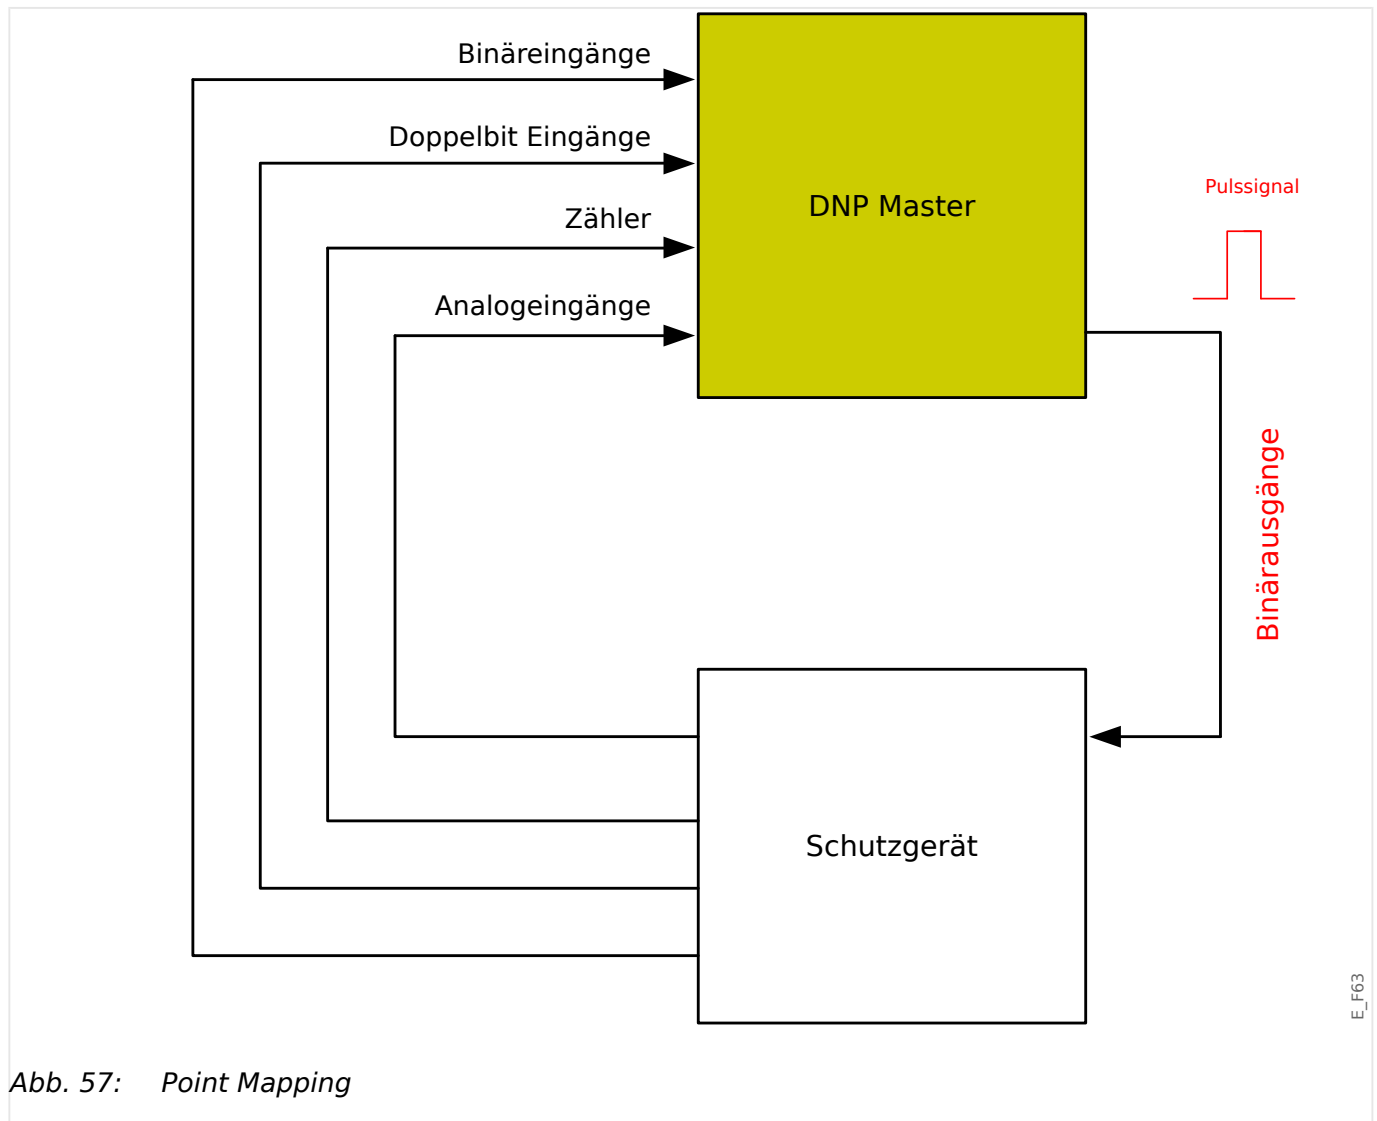 Binäreingänge
Doppelbit Eingänge
Zähler
Analogeingänge
DNP Master
Pulssignal
Binärausgänge
Schutzgerät
E_F63
Abb. 57: Point Mapping